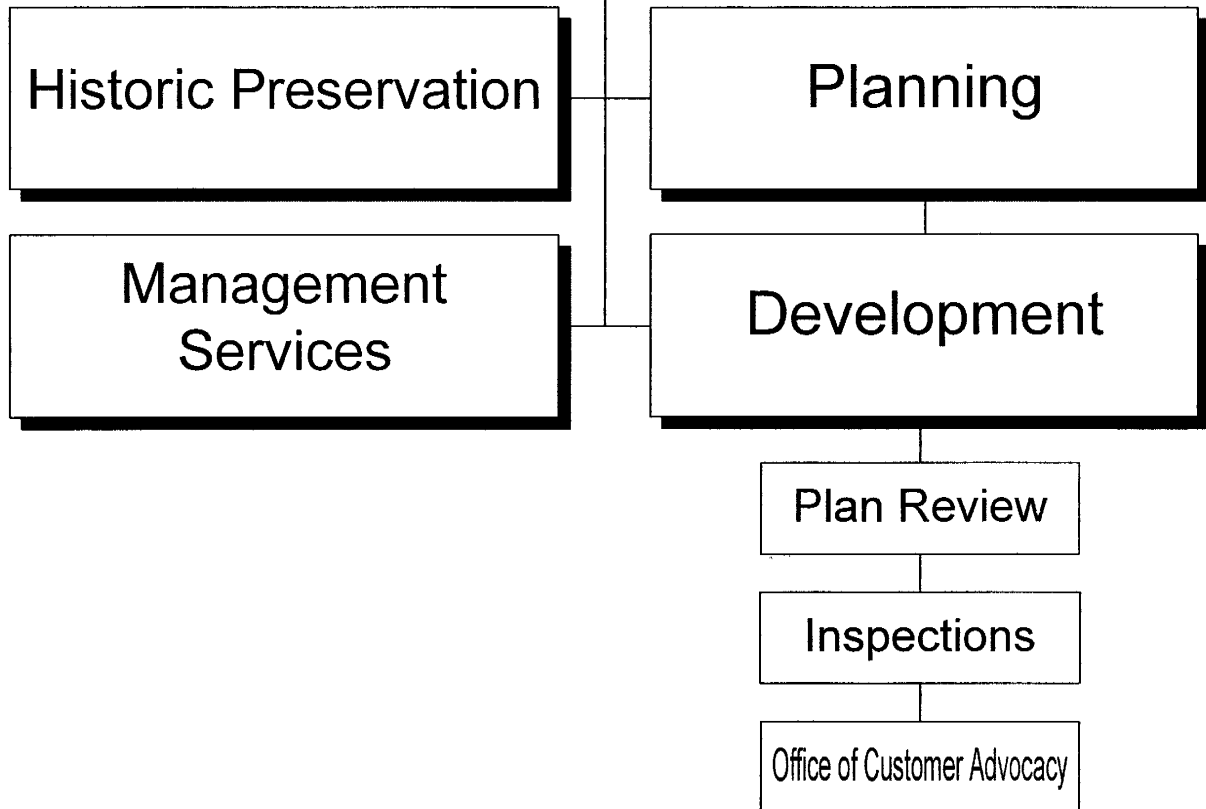 Historic Preservation
Planning
Management
Services
Development
Plan Review
Inspections
Office of Customer Advocacy